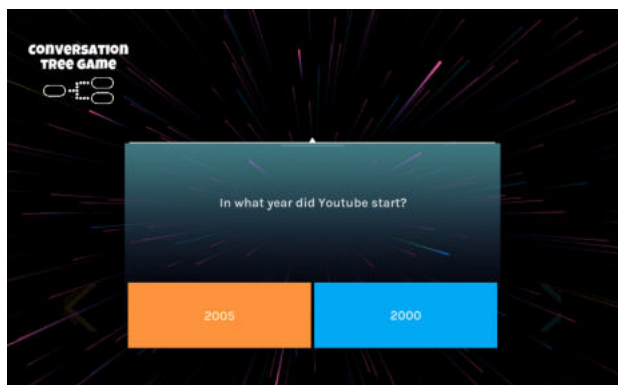 CONVERSATION
TREE GAME
In what year did Youtube start?
2005
2000